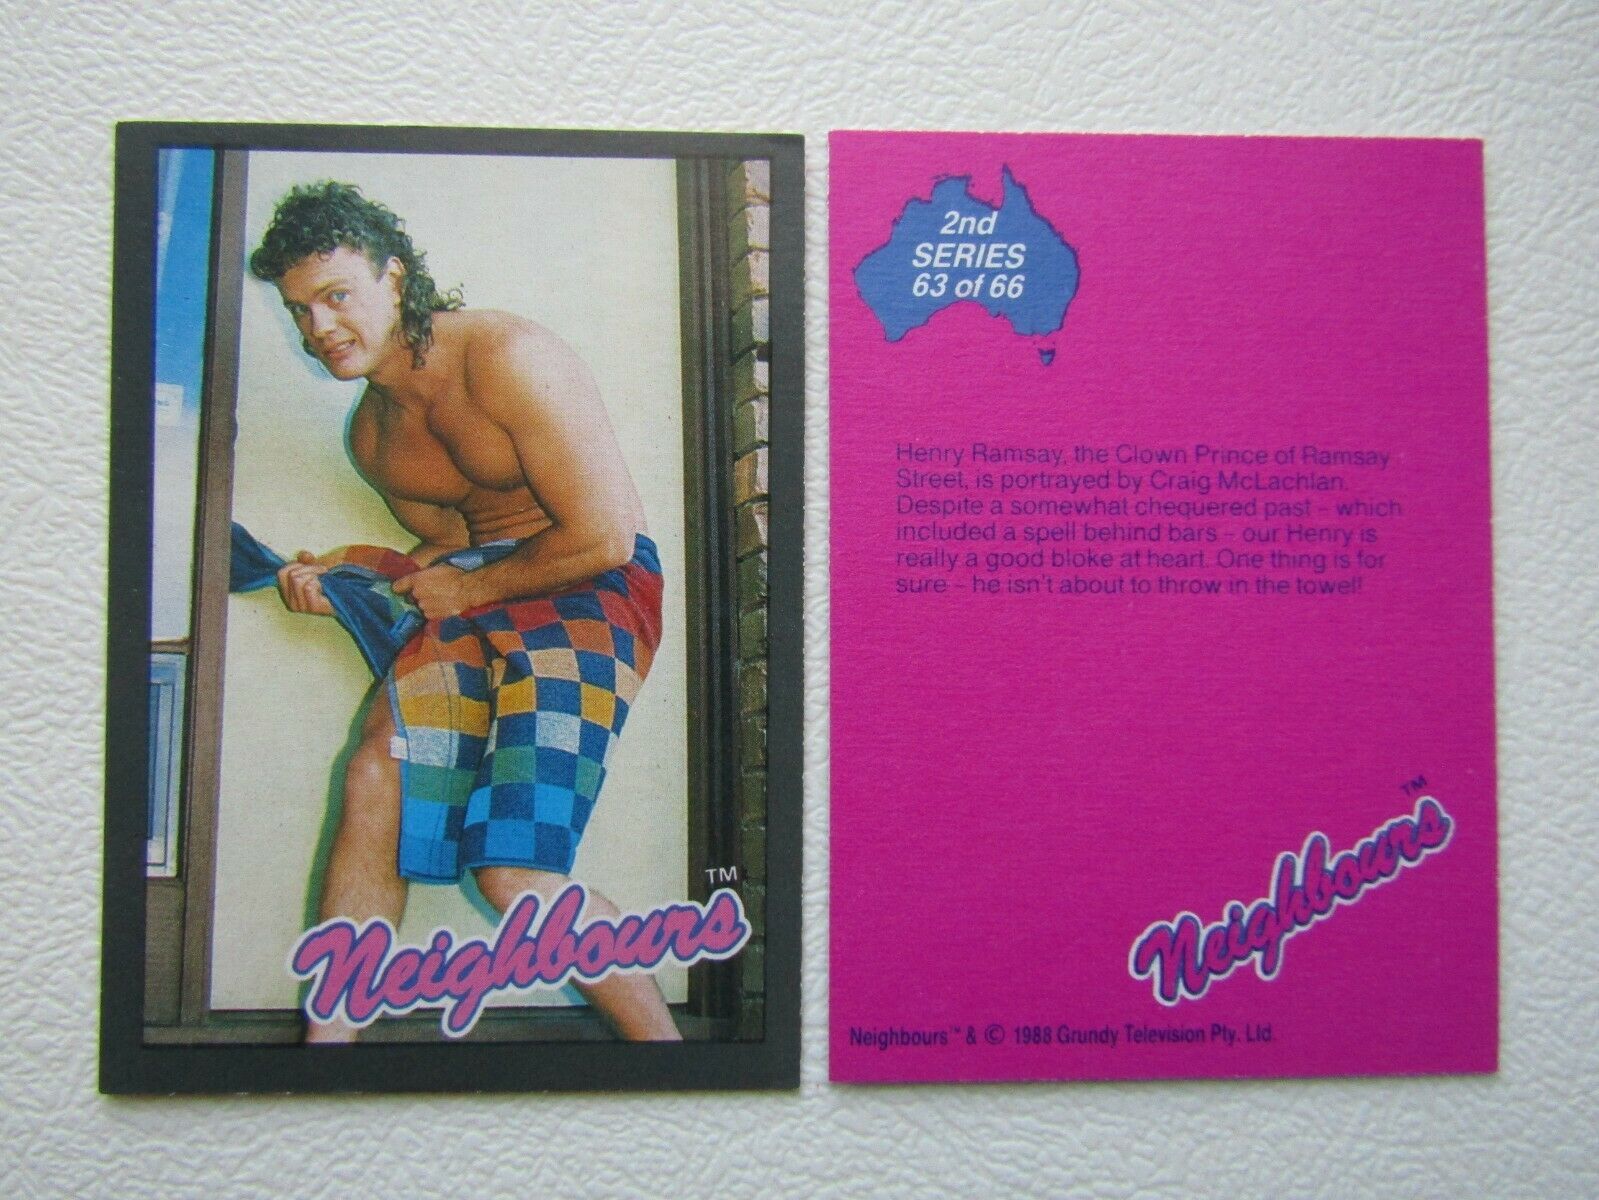 TM
Neighbours
2nd
SERIES
63 of 66
Henry Ramsay, the Clown Prince of Ramsay
Street, is portrayed by Craig McLachlan.
Despite a somewhat chequered past – which
included a spell behind bars – our Henry is
really a good bloke at heart. One thing is for
sure – he isn't about to throw in the towel!
TM
Neighbours
Neighbours™ & © 1988 Grundy Television Pty. Ltd.